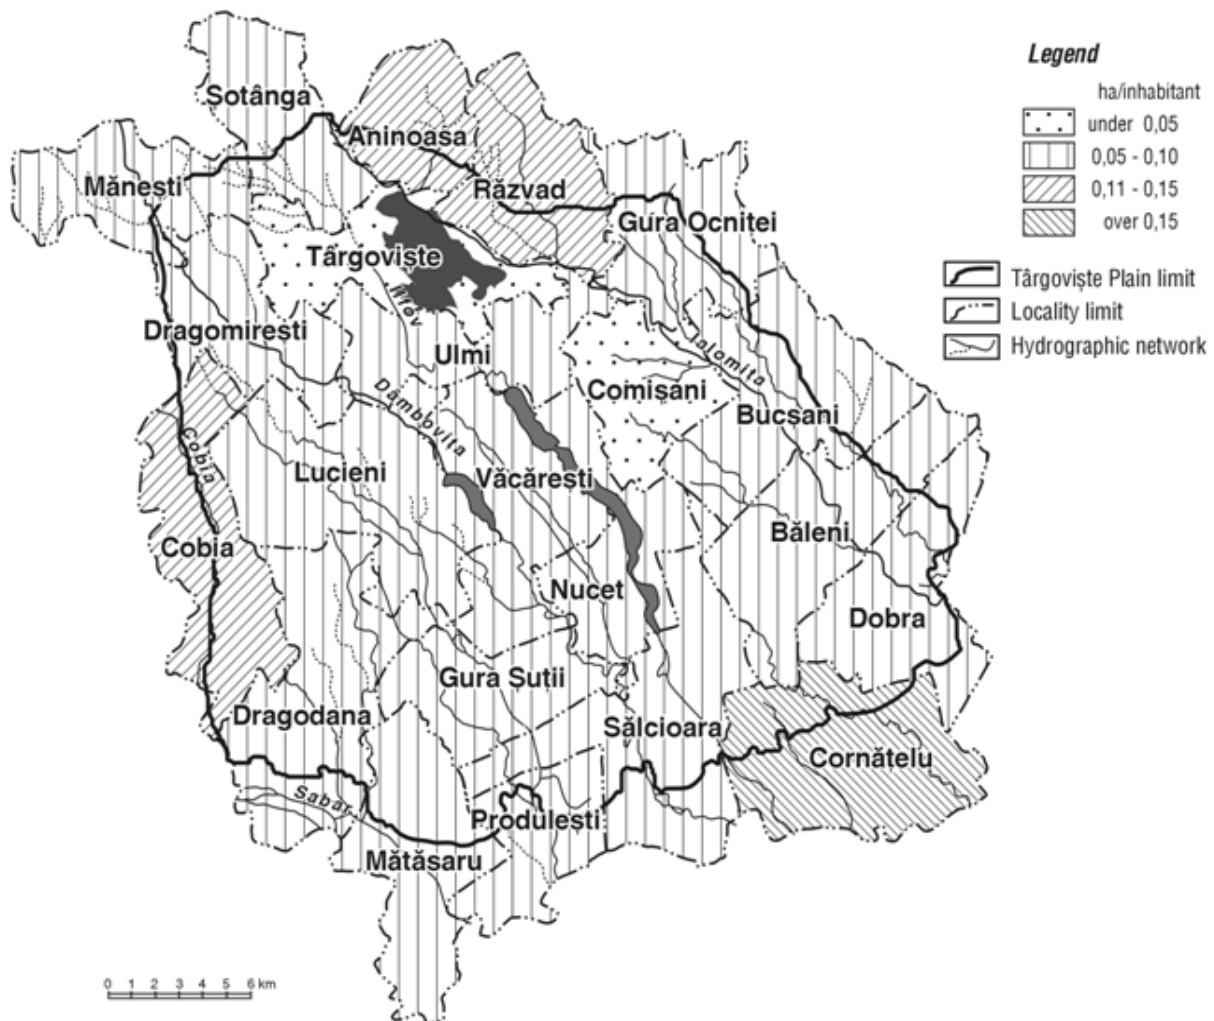 Legend
ha/inhabitant
under 0,05
0,05 - 0,10
0,11 - 0,15
over 0,15
Târgoviște Plain limit
Locality limit
Hydrographic network
Sotânga
Aninoasa
Mănești
Răzvad
Gura Ocniței
Târgoviște
Ilfov
Dragomirești
Ulmi
Ialomita
Comișani
Dambovita
Bucșani
Cobia
Lucieni
Văcărești
Băleni
Cobia
Nucet
Dobra
Gura Sutii
Dragodana
Sălcioara
Cornățelu
Sabar
Produlești
Mătăsaru
0 1 2 3 4 5 6 km